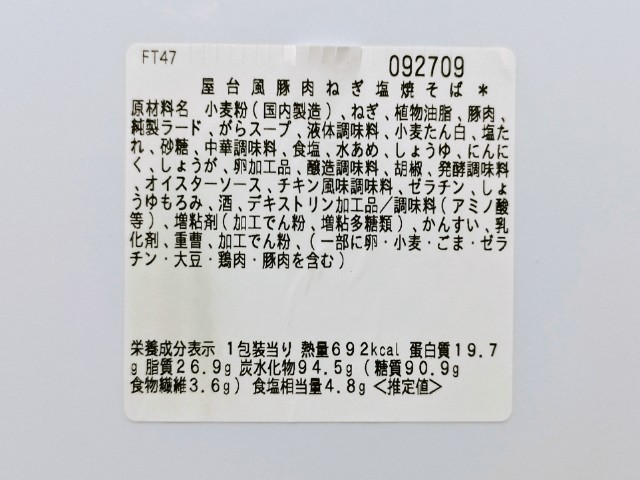 FT47
092709
屋台風豚肉ねぎ塩焼そば＊
原材料名 小麦粉(国内製造)、ねぎ、植物油脂、豚肉、
純製ラード、がらスープ、液体調味料、小麦たん白、塩た
れ、砂糖、中華調味料、食塩、水あめ、しょうゆ、にんに
く、しょうが、卵加工品、醸造調味料、胡椒、発酵調味料
、オイスターソース、チキン風味調味料、ゼラチン、しょ
うゆもろみ、酒、デキストリン加工品／調味料(アミノ酸
等)、増粘剤(加工でん粉、増粘多糖類)、かんすい、乳
化剤、重曹、加工でん粉、(一部に卵・小麦・ごま・ゼラ
チン・大豆・鶏肉・豚肉を含む)
栄養成分表示 1包装当り 熱量692kcal 蛋白質19.7
g 脂質26.9g 炭水化物94.5g(糖質90.9g
食物繊維3.6g) 食塩相当量4.8g<推定値>